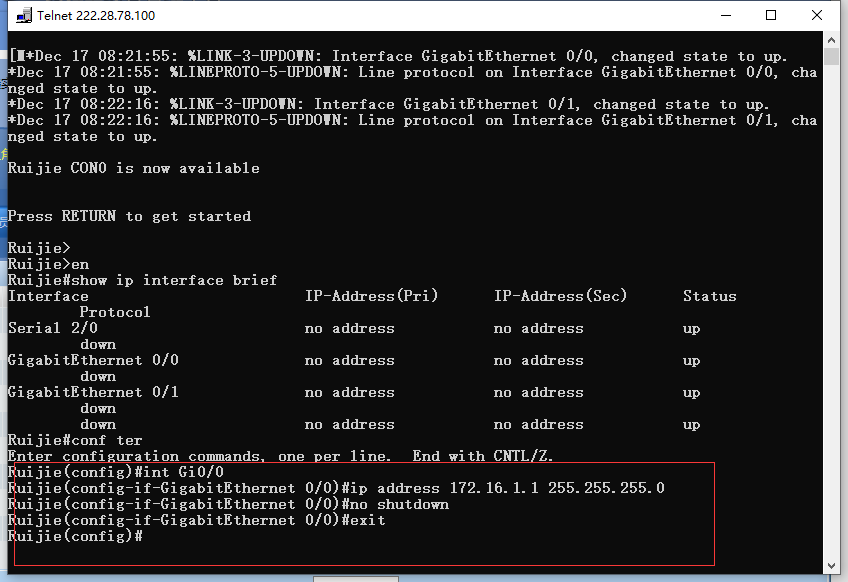 Telnet 222.28.78.100
*Dec 17 08:21:55: %LINK-3-UPDOWN: Interface GigabitEthernet 0/0, changed state to up.
*Dec 17 08:21:55: %LINEPROTO-5-UPDOWN: Line protocol on Interface GigabitEthernet 0/0, cha
nged state to up.
*Dec 17 08:22:16: %LINK-3-UPDOWN: Interface GigabitEthernet 0/1, changed state to up.
*Dec 17 08:22:16: %LINEPROTO-5-UPDOWN: Line protocol on Interface GigabitEthernet 0/1, cha
nged state to up.
Ruijie CON0 is now available
Press RETURN to get started
Ruijie>
Ruijie>en
Ruijie#show ip interface brief
Interface IP-Address(Pri) IP-Address(Sec) Status
Protocol
Serial 2/0 no address no address up
down
GigabitEthernet 0/0 no address no address up
down
GigabitEthernet 0/1 no address no address up
down
down no address no address up
Ruijie#conf ter
Enter configuration commands, one per line. End with CNTL/Z.
Ruijie(config)#int Gi0/0
Ruijie(config-if-GigabitEthernet 0/0)#ip address 172.16.1.1 255.255.255.0
Ruijie(config-if-GigabitEthernet 0/0)#no shutdown
Ruijie(config-if-GigabitEthernet 0/0)#exit
Ruijie(config)#